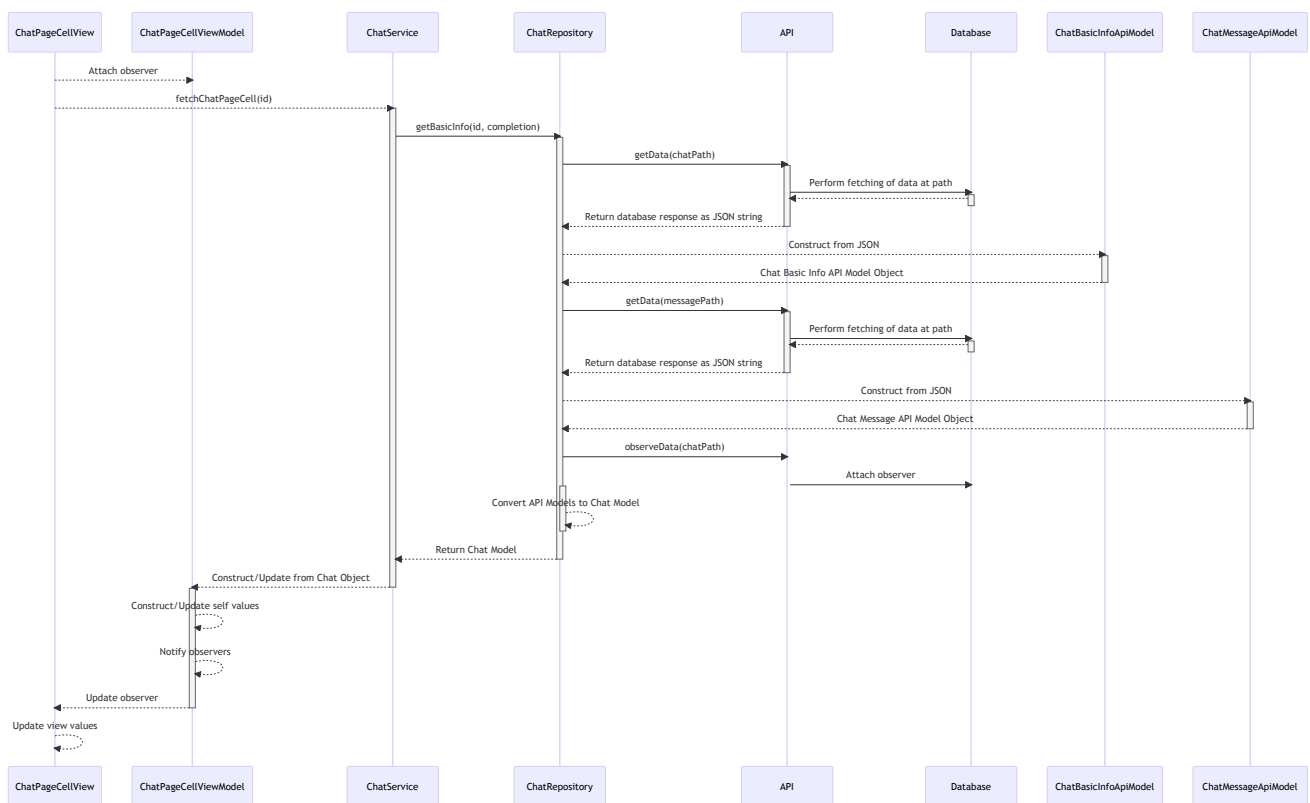 ChatPageCellView
ChatPageCellViewModel
ChatService
ChatRepository
API
Database
ChatBasicInfoApiModel
ChatMessageApiModel
Attach observer
fetchChatPageCell(id)
getBasicInfo(id, completion)
getData(chatPath)
Perform fetching of data at path
Return database response as JSON string
Construct from JSON
Chat Basic Info API Model Object
getData(messagePath)
Perform fetching of data at path
Return database response as JSON string
Construct from JSON
Chat Message API Model Object
observeData(chatPath)
Attach observer
Convert API Models to Chat Model
Return Chat Model
Construct/Update from Chat Object
Construct/Update self values
Notify observers
Update observer
Update view values
ChatPageCellView
ChatPageCellViewModel
ChatService
ChatRepository
API
Database
ChatBasicInfoApiModel
ChatMessageApiModel